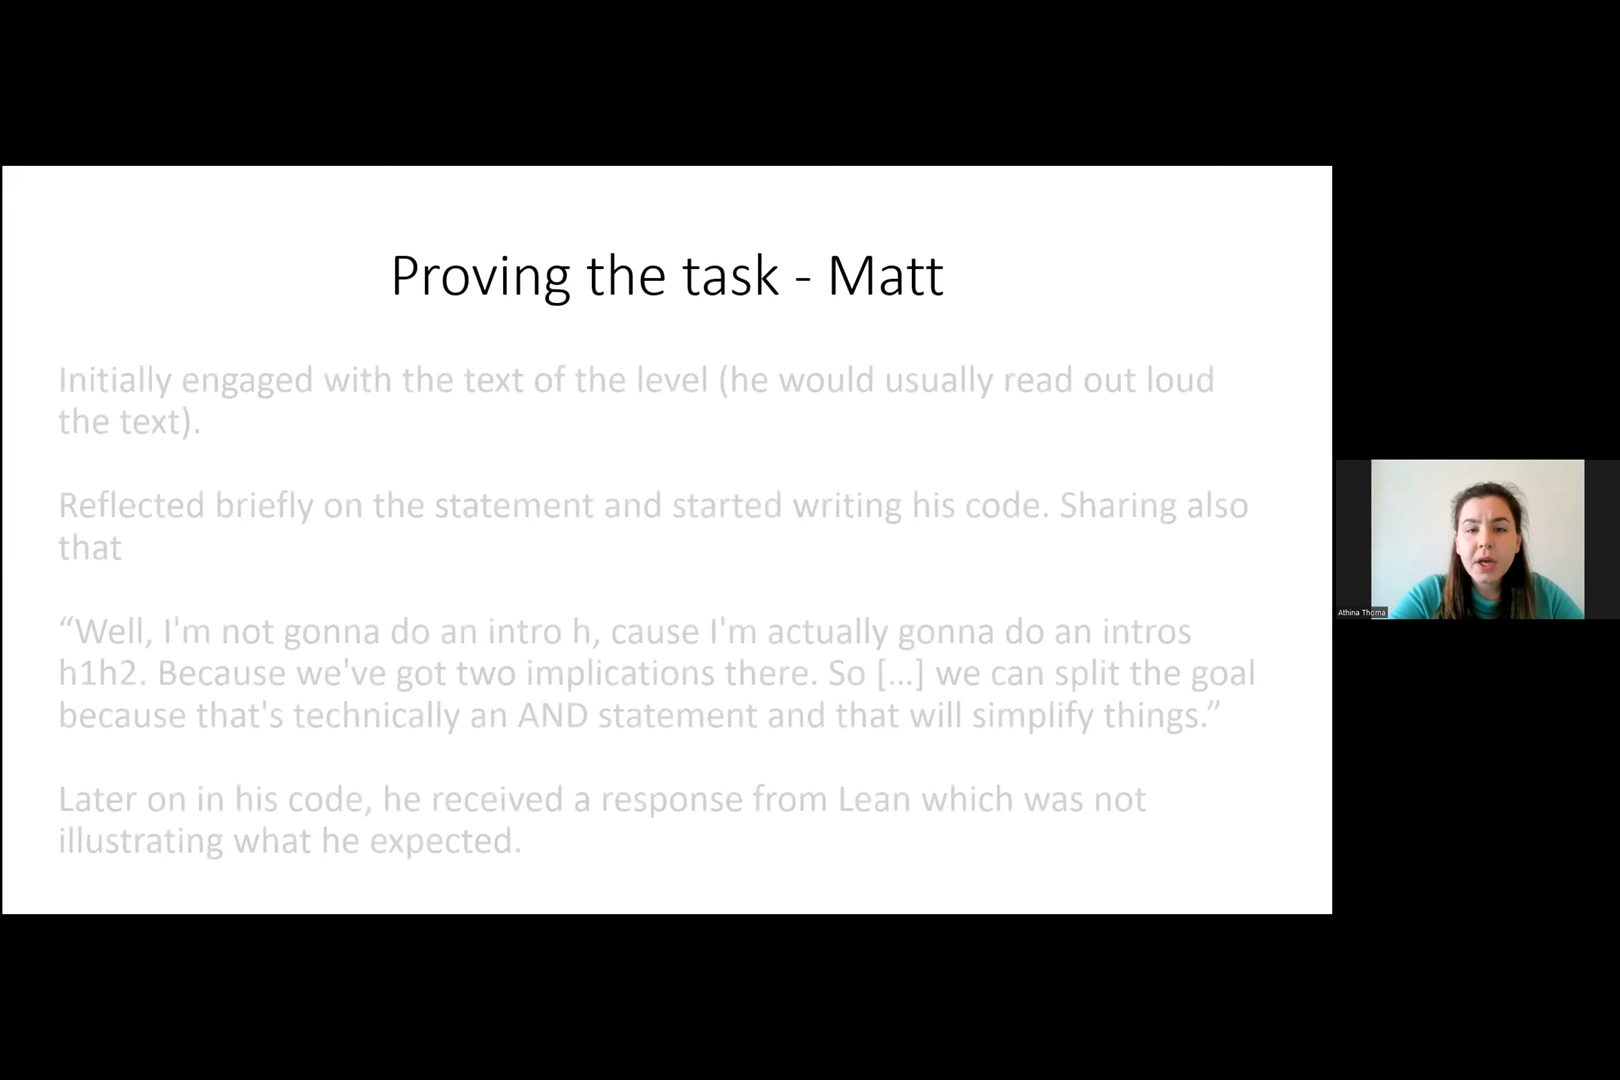 Proving the task - Matt
Initially engaged with the text of the level (he would usually read out loud
the text).
Reflected briefly on the statement and started writing his code. Sharing also
that
“Well, I'm not gonna do an intro h, cause I'm actually gonna do an intros
h1h2. Because we've got two implications there. So [...] we can split the goal
because that's technically an AND statement and that will simplify things.”
Later on in his code, he received a response from Lean which was not
illustrating what he expected.
Athina Thoma